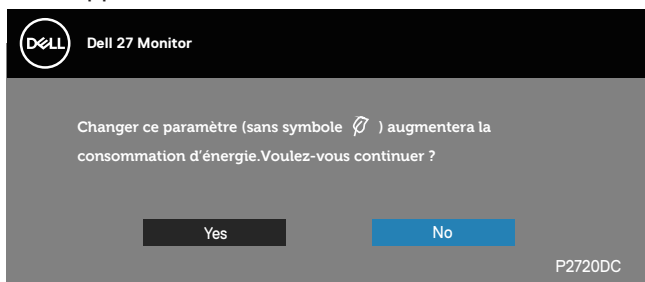 DELL
Dell 27 Monitor
Changer ce paramètre (sans symbole ) augmentera la
consommation d'énergie.Voulez-vous continuer ?
Yes No
P2720DC